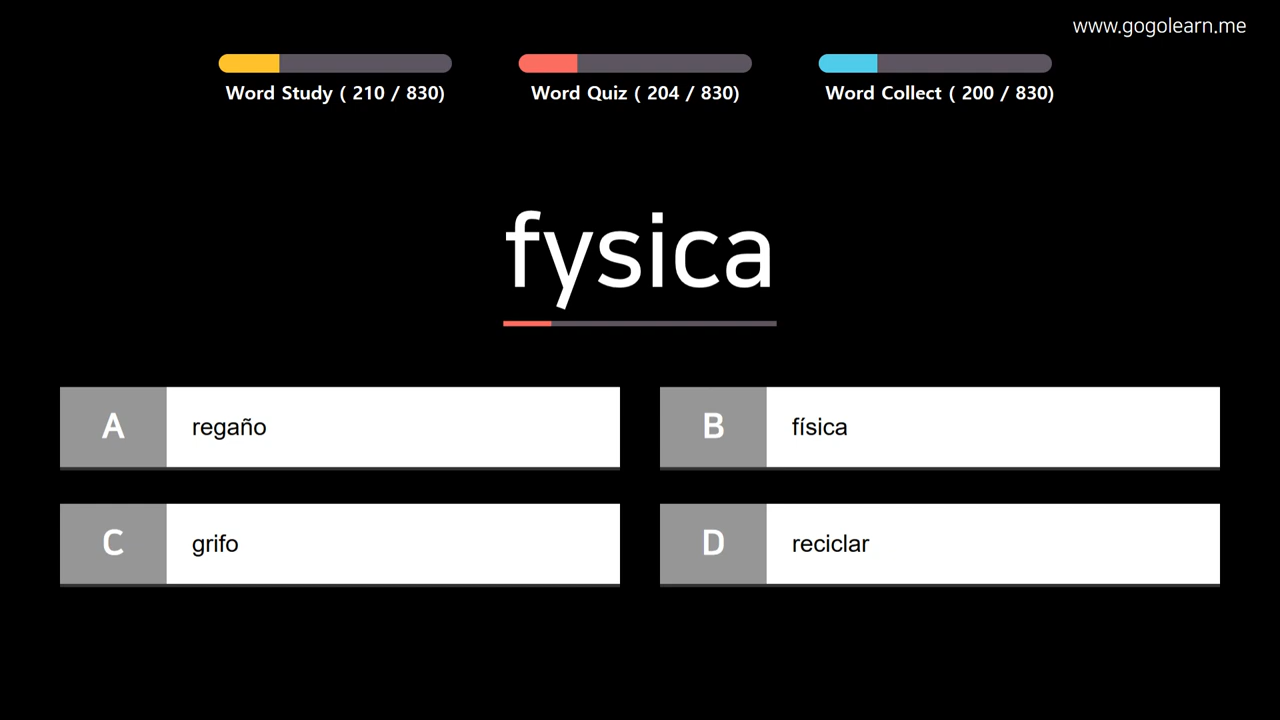 www.gogolearn.me
Word Study ( 210 / 830)
Word Quiz ( 204 / 830)
Word Collect ( 200 / 830)
fysica
A
regaño
B
física
C
grifo
D
reciclar